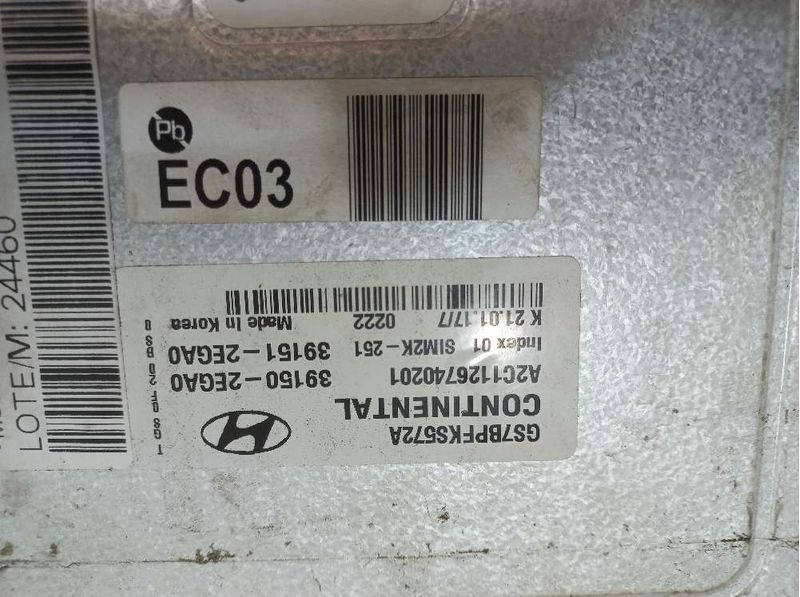 Pb
EC03
LOTE/M: 24460
GS7BPFKS572A
CONTINENTAL
A2C1126740201 39150-2EGA0
Index 01 SIM2K-251 39151-2EGA0
K 21.01.17/7 0222 Made In Korea